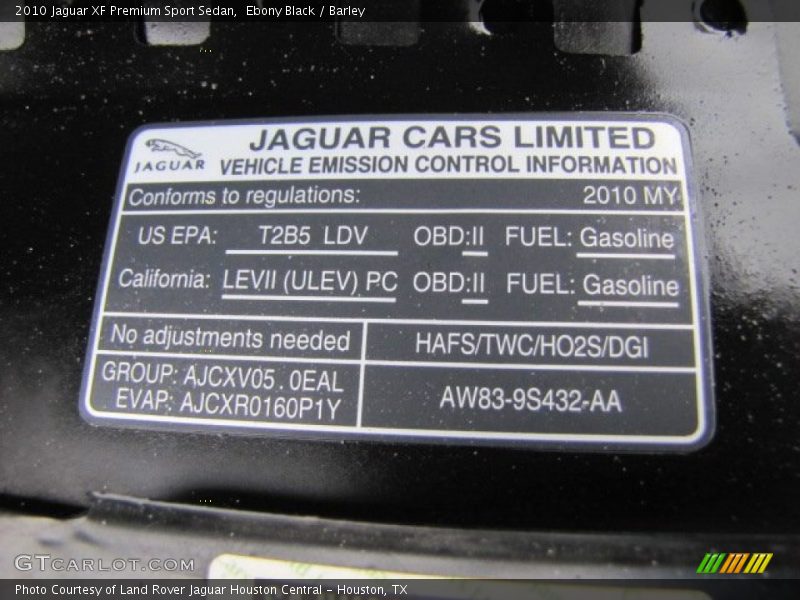 2010 Jaguar XF Premium Sport Sedan,  Ebony Black / Barley
JAGUAR CARS LIMITED
JAGUAR
VEHICLE EMISSION CONTROL INFORMATION
Conforms to regulations: 2010 MY
US EPA: T2B5 LDV OBD:II FUEL: Gasoline
California: LEVII (ULEV) PC OBD:II FUEL: Gasoline
No adjustments needed HAFS/TWC/HO2S/DGI
GROUP: AJCXV05.0EAL
EVAP: AJCXR0160P1Y
AW83-9S432-AA
GTCARLOT.COM
Photo Courtesy of Land Rover Jaguar Houston Central - Houston, TX